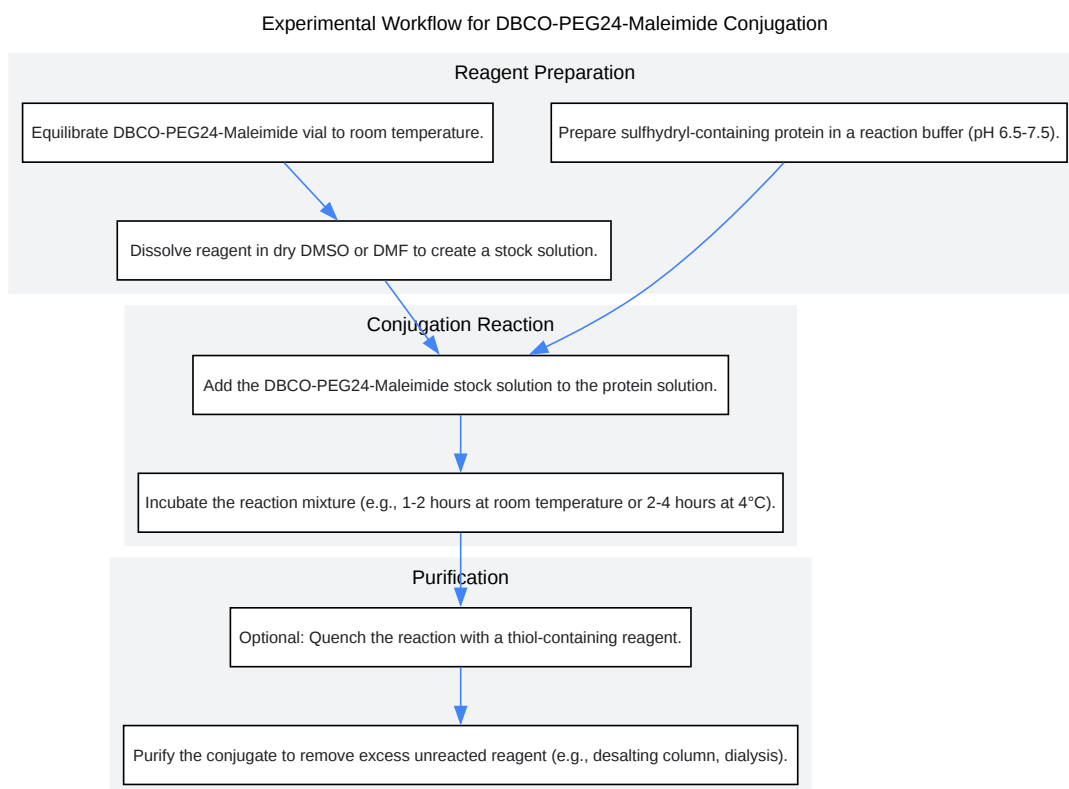 Experimental Workflow for DBCO-PEG24-Maleimide Conjugation
Reagent Preparation
Equilibrate DBCO-PEG24-Maleimide vial to room temperature.
Prepare sulfhydryl-containing protein in a reaction buffer (pH 6.5-7.5).
Dissolve reagent in dry DMSO or DMF to create a stock solution.
Conjugation Reaction
Add the DBCO-PEG24-Maleimide stock solution to the protein solution.
Incubate the reaction mixture (e.g., 1-2 hours at room temperature or 2-4 hours at 4°C).
Purification
Optional: Quench the reaction with a thiol-containing reagent.
Purify the conjugate to remove excess unreacted reagent (e.g., desalting column, dialysis).